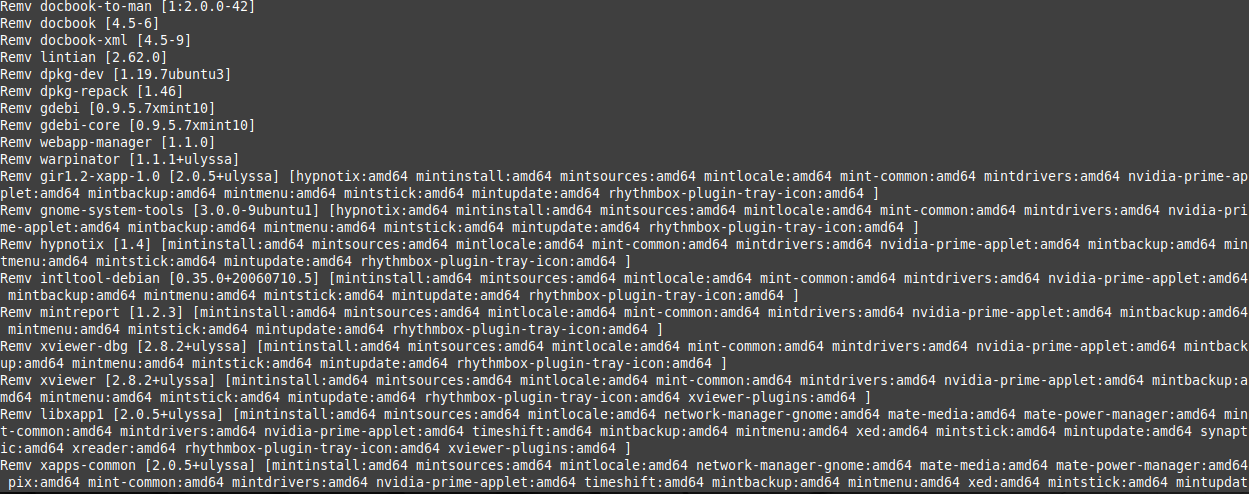 Remv docbook-to-man [1:2.0.0-42]
Remv docbook [4.5-6]
Remv docbook-xml [4.5-9]
Remv lintian [2.62.0]
Remv dpkg-dev [1.19.7ubuntu3]
Remv dpkg-repack [1.46]
Remv gdebi [0.9.5.7xmint10]
Remv gdebi-core [0.9.5.7xmint10]
Remv webapp-manager [1.1.0]
Remv warpinator [1.1.1+ulyssa]
Remv gir1.2-xapp-1.0 [2.0.5+ulyssa] [hypnotix:amd64 mintinstall:amd64 mintsources:amd64 mintlocale:amd64 mint-common:amd64 mintdrivers:amd64 nvidia-prime-ap
plet:amd64 mintbackup:amd64 mintmenu:amd64 mintstick:amd64 mintupdate:amd64 rhythmbox-plugin-tray-icon:amd64 ]
Remv gnome-system-tools [3.0.0-9ubuntu1] [hypnotix:amd64 mintinstall:amd64 mintsources:amd64 mintlocale:amd64 mint-common:amd64 mintdrivers:amd64 nvidia-pri
me-applet:amd64 mintbackup:amd64 mintmenu:amd64 mintstick:amd64 mintupdate:amd64 rhythmbox-plugin-tray-icon:amd64 ]
Remv hypnotix [1.4] [mintinstall:amd64 mintsources:amd64 mintlocale:amd64 mint-common:amd64 mintdrivers:amd64 nvidia-prime-applet:amd64 mintbackup:amd64 min
tmenu:amd64 mintstick:amd64 mintupdate:amd64 rhythmbox-plugin-tray-icon:amd64 ]
Remv intltool-debian [0.35.0+20060710.5] [mintinstall:amd64 mintsources:amd64 mintlocale:amd64 mint-common:amd64 mintdrivers:amd64 nvidia-prime-applet:amd64
 mintbackup:amd64 mintmenu:amd64 mintstick:amd64 mintupdate:amd64 rhythmbox-plugin-tray-icon:amd64 ]
Remv mintreport [1.2.3] [mintinstall:amd64 mintsources:amd64 mintlocale:amd64 mint-common:amd64 mintdrivers:amd64 nvidia-prime-applet:amd64 mintbackup:amd64
 mintmenu:amd64 mintstick:amd64 mintupdate:amd64 rhythmbox-plugin-tray-icon:amd64 ]
Remv xviewer-dbg [2.8.2+ulyssa] [mintinstall:amd64 mintsources:amd64 mintlocale:amd64 mint-common:amd64 mintdrivers:amd64 nvidia-prime-applet:amd64 mintback
up:amd64 mintmenu:amd64 mintstick:amd64 mintupdate:amd64 rhythmbox-plugin-tray-icon:amd64 ]
Remv xviewer [2.8.2+ulyssa] [mintinstall:amd64 mintsources:amd64 mintlocale:amd64 mint-common:amd64 mintdrivers:amd64 nvidia-prime-applet:amd64 mintbackup:a
md64 mintmenu:amd64 mintstick:amd64 mintupdate:amd64 rhythmbox-plugin-tray-icon:amd64 xviewer-plugins:amd64 ]
Remv libxapp1 [2.0.5+ulyssa] [mintinstall:amd64 mintsources:amd64 mintlocale:amd64 network-manager-gnome:amd64 mate-media:amd64 mate-power-manager:amd64 min
t-common:amd64 mintdrivers:amd64 nvidia-prime-applet:amd64 timeshift:amd64 mintbackup:amd64 mintmenu:amd64 xed:amd64 mintstick:amd64 mintupdate:amd64 synapt
ic:amd64 xreader:amd64 rhythmbox-plugin-tray-icon:amd64 xviewer-plugins:amd64 ]
Remv xapps-common [2.0.5+ulyssa] [mintinstall:amd64 mintsources:amd64 mintlocale:amd64 network-manager-gnome:amd64 mate-media:amd64 mate-power-manager:amd64
 pix:amd64 mint-common:amd64 mintdrivers:amd64 nvidia-prime-applet:amd64 timeshift:amd64 mintbackup:amd64 mintmenu:amd64 xed:amd64 mintstick:amd64 mintupdat